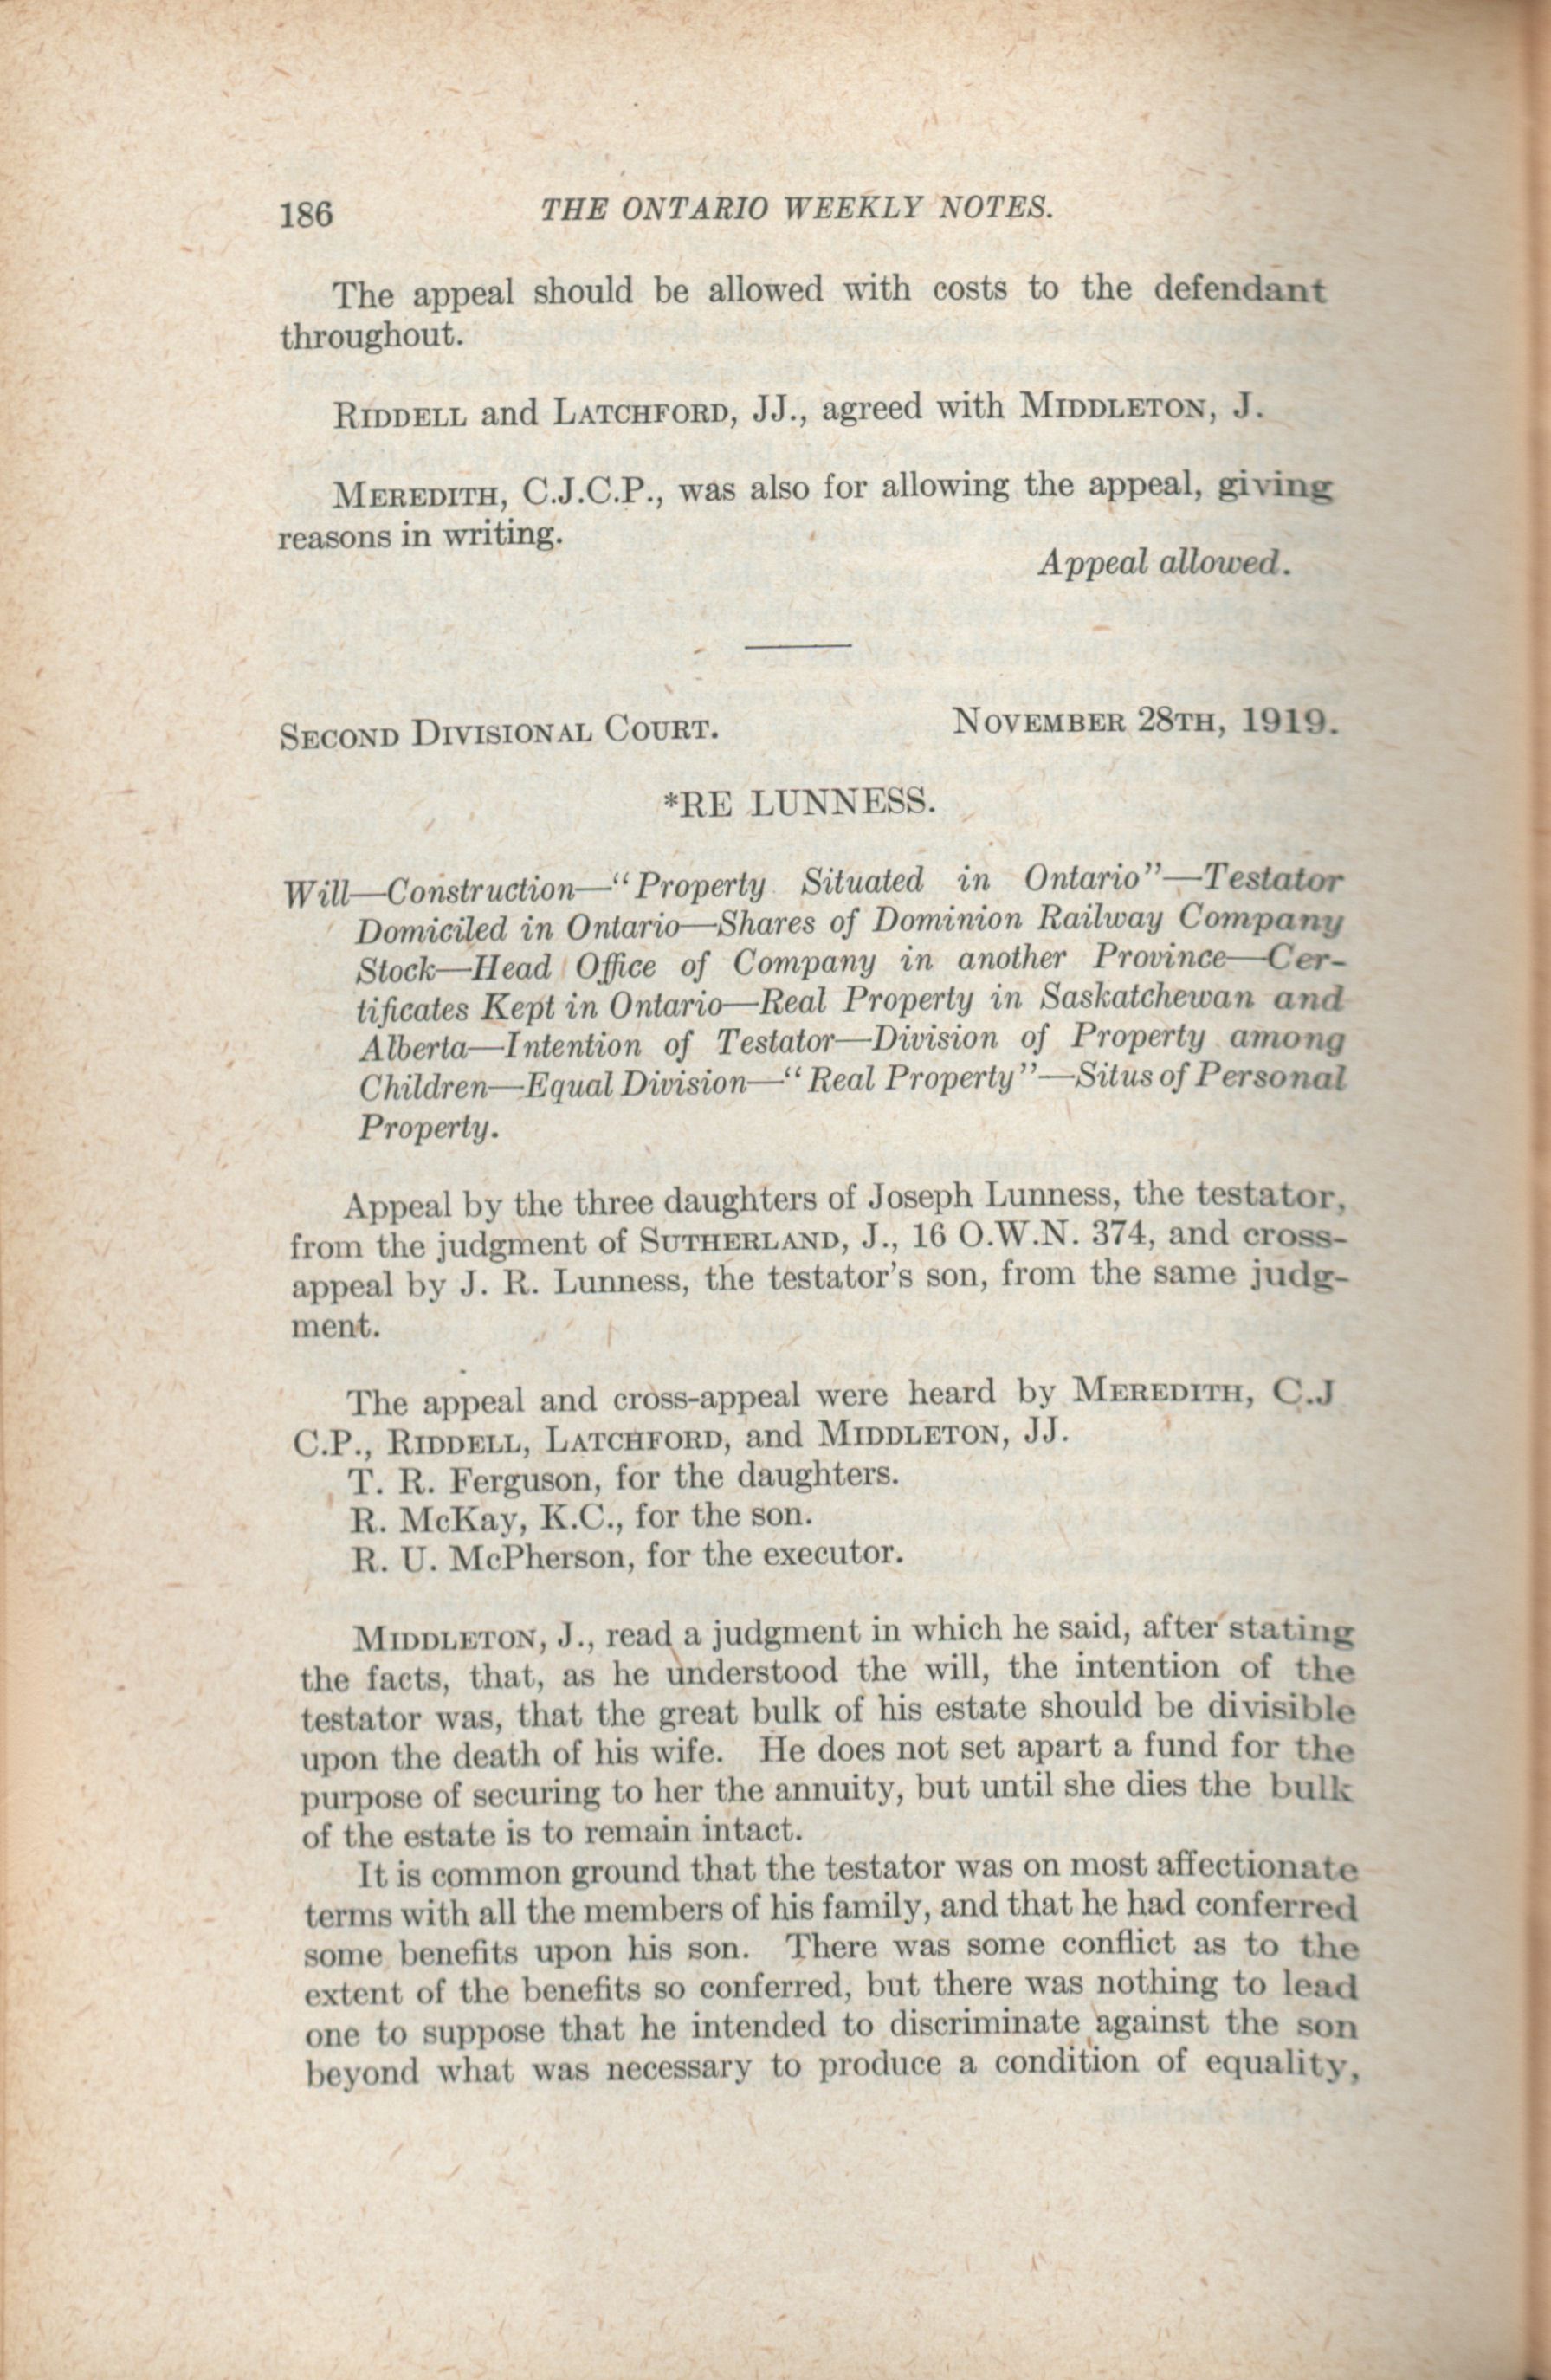 186
THE ONTARIO WEEKLY NOTES.
The appeal should be allowed with costs to the defendant
throughout.
RIDDELL and LATCHFORD, JJ., agreed with MIDDLETON, J.
MEREDITH, C.J.C.P., was also for allowing the appeal, giving
reasons in writing.
Appeal allowed.
SECOND DIVISIONAL COURT.
NOVEMBER 28TH, 1919.
*RE LUNNESS.
Will—Construction—"Property Situated in Ontario"—Testator
Domiciled in Ontario—Shares of Dominion Railway Company
Stock—Head Office of Company in another Province—Cer-
tificates Kept in Ontario—Real Property in Saskatchewan and
Alberta—Intention of Testator—Division of Property among
Children—Equal Division—"Real Property"—Situs of Personal
Property.
Appeal by the three daughters of Joseph Lunness, the testator,
from the judgment of SUTHERLAND, J., 16 O.W.N. 374, and cross-
appeal by J. R. Lunness, the testator's son, from the same judg-
ment.
The appeal and cross-appeal were heard by MEREDITH, C.J
C.P., RIDDELL, LATCHFORD, and MIDDLETON, JJ.
T. R. Ferguson, for the daughters.
R. McKay, K.C., for the son.
R. U. McPherson, for the executor.
MIDDLETON, J., read a judgment in which he said, after stating
the facts, that, as he understood the will, the intention of the
testator was, that the great bulk of his estate should be divisible
upon the death of his wife. He does not set apart a fund for the
purpose of securing to her the annuity, but until she dies the bulk
of the estate is to remain intact.
It is common ground that the testator was on most affectionate
terms with all the members of his family, and that he had conferred
some benefits upon his son. There was some conflict as to the
extent of the benefits so conferred, but there was nothing to lead
one to suppose that he intended to discriminate against the son
beyond what was necessary to produce a condition of equality,